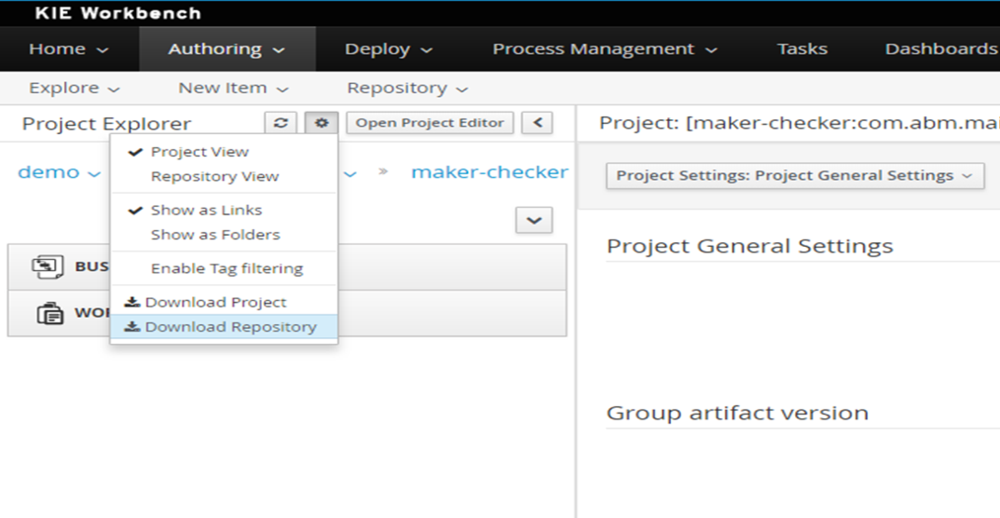 KIE Workbench
Home Authoring Deploy Process Management Tasks Dashboards
Explore New Item Repository
Project Explorer Open Project Editor
Project: [maker-checker:com.abm.mai
demo » maker-checker
Project View
Repository View
Show as Links
Show as Folders
Enable Tag filtering
Download Project
Download Repository
BUS
WO
Project Settings: Project General Settings
Project General Settings
Group artifact version